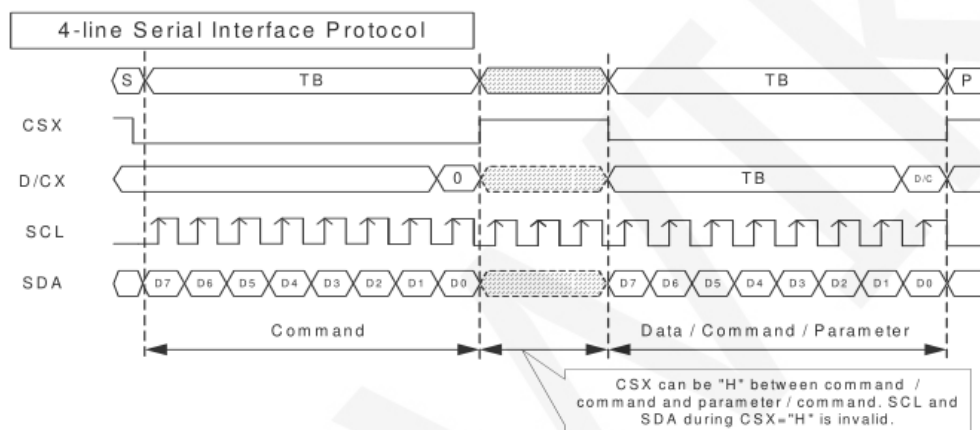 4-line Serial Interface Protocol
S TB TB P
CSX
D/CX 0 TB D/C
SCL
SDA D7 D6 D5 D4 D3 D2 D1 D0 D7 D6 D5 D4 D3 D2 D1 D0
Command Data / Command / Parameter
CSX can be "H" between command /
command and parameter / command. SCL and
SDA during CSX="H" is invalid.